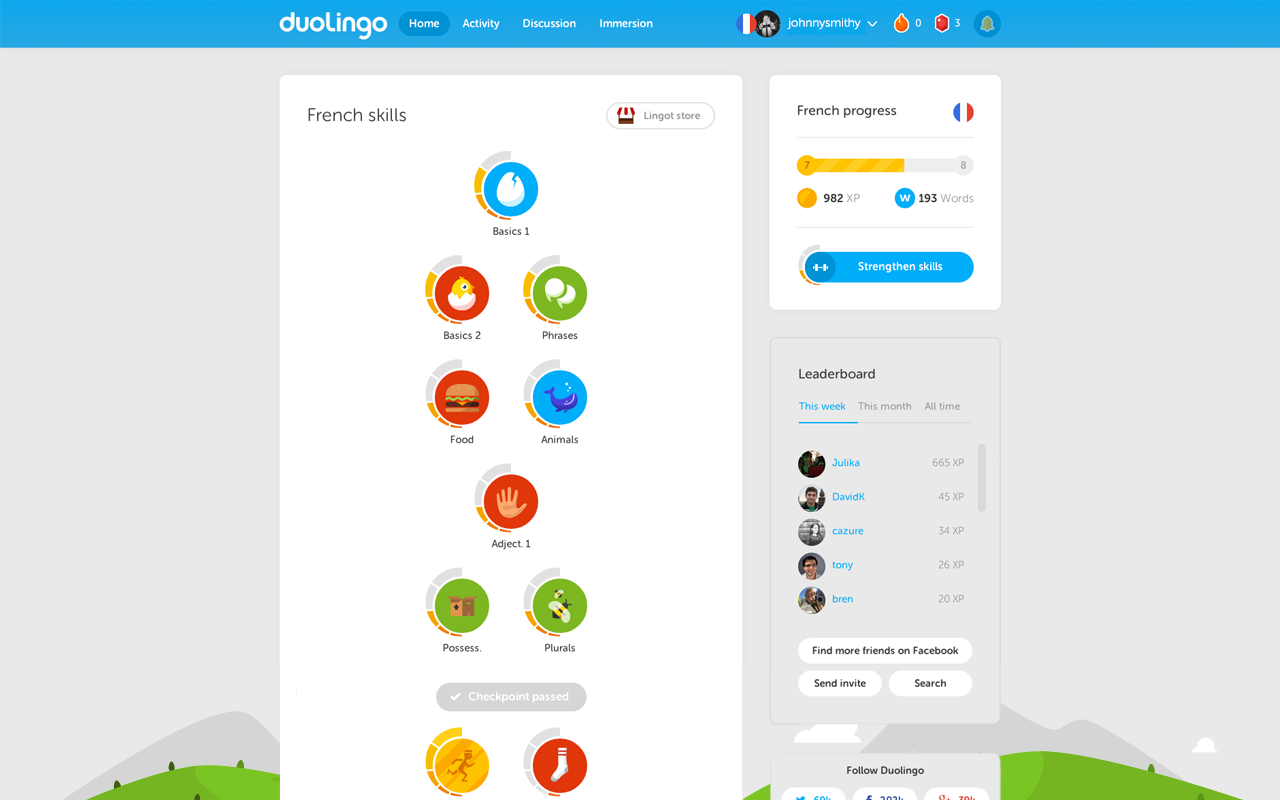 duolingo Home Activity Discussion Immersion johnnysmithy 0 3
French skills
Lingot store
Basics 1
Basics 2 Phrases
Food Animals
Adject. 1
Possess. Plurals
Checkpoint passed
French progress
7 8
982 XP W 193 Words
Strengthen skills
Leaderboard
This week This month All time
Julika 665 XP
DavidK 45 XP
cazure 34 XP
tony 26 XP
bren 20 XP
Find more friends on Facebook
Send invite Search
Follow Duolingo